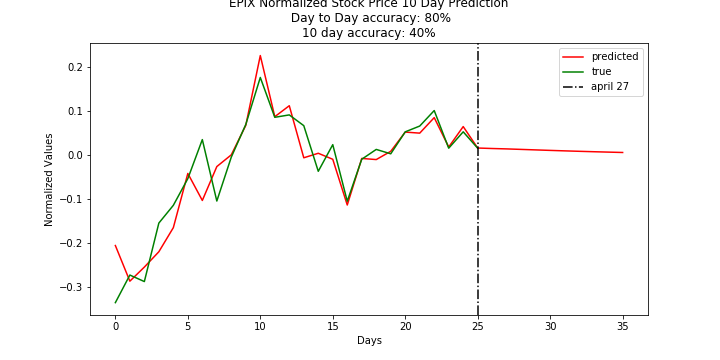 EPIX Normalized Stock Price 10 Day Prediction
Day to Day accuracy: 80%
10 day accuracy: 40%
predicted
true
april 27
0.2
0.1
0.0
−0.1
−0.2
−0.3
Normalized Values
0 5 10 15 20 25 30 35
Days